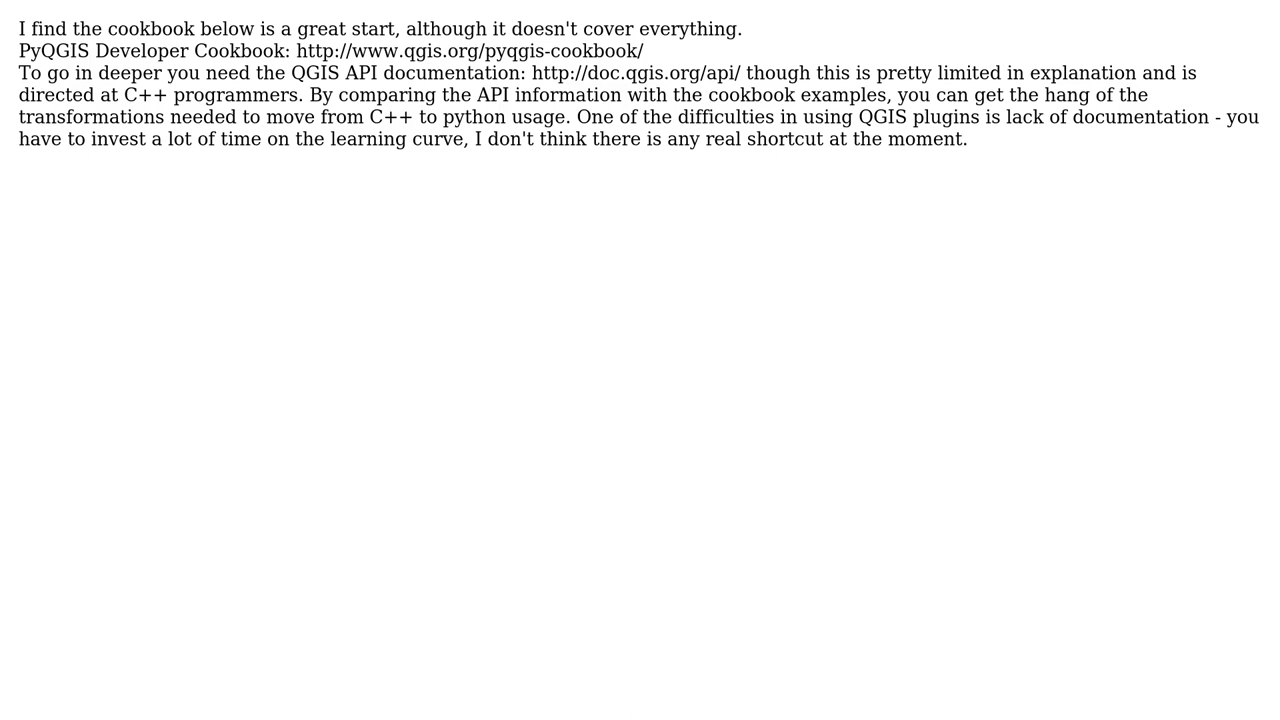 I find the cookbook below is a great start, although it doesn't cover everything.
PyQGIS Developer Cookbook: http://www.qgis.org/pyqgis-cookbook/
To go in deeper you need the QGIS API documentation: http://doc.qgis.org/api/ though this is pretty limited in explanation and is
directed at C++ programmers. By comparing the API information with the cookbook examples, you can get the hang of the
transformations needed to move from C++ to python usage. One of the difficulties in using QGIS plugins is lack of documentation - you
have to invest a lot of time on the learning curve, I don't think there is any real shortcut at the moment.